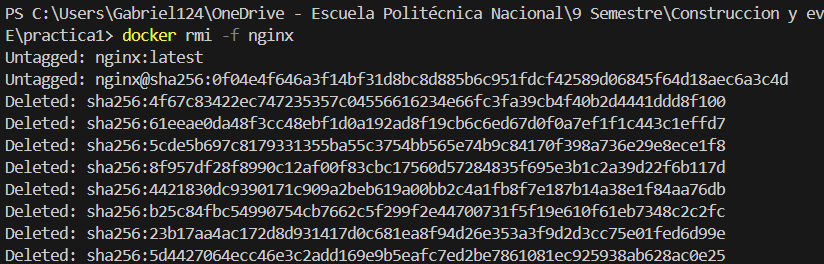 PS C:\Users\Gabriel124\OneDrive - Escuela Politécnica Nacional\9 Semestre\Construccion y ev
E\practica1> docker rmi -f nginx
Untagged: nginx:latest
Untagged: nginx@sha256:0f04e4f646a3f14bf31d8bc8d885b6c951fdcf42589d06845f64d18aec6a3c4d
Deleted: sha256:4f67c83422ec747235357c04556616234e66fc3fa39cb4f40b2d4441ddd8f100
Deleted: sha256:61eeae0da48f3cc48ebf1d0a192ad8f19cb6c6ed67d0f0a7ef1f1c443c1effd7
Deleted: sha256:5cde5b697c8179331355ba55c3754bb565e74b9c84170f398a736e29e8ece1f8
Deleted: sha256:8f957df28f8990c12af00f83cbc17560d57284835f695e3b1c2a39d22f6b117d
Deleted: sha256:4421830dc9390171c909a2beb619a00bb2c4a1fb8f7e187b14a38e1f84aa76db
Deleted: sha256:b25c84fbc54990754cb7662c5f299f2e44700731f5f19e610f61eb7348c2c2fc
Deleted: sha256:23b17aa4ac172d8d931417d0c681ea8f94d26e353a3f9d2d3cc75e01fed6d99e
Deleted: sha256:5d4427064ecc46e3c2add169e9b5eafc7ed2be7861081ec925938ab628ac0e25